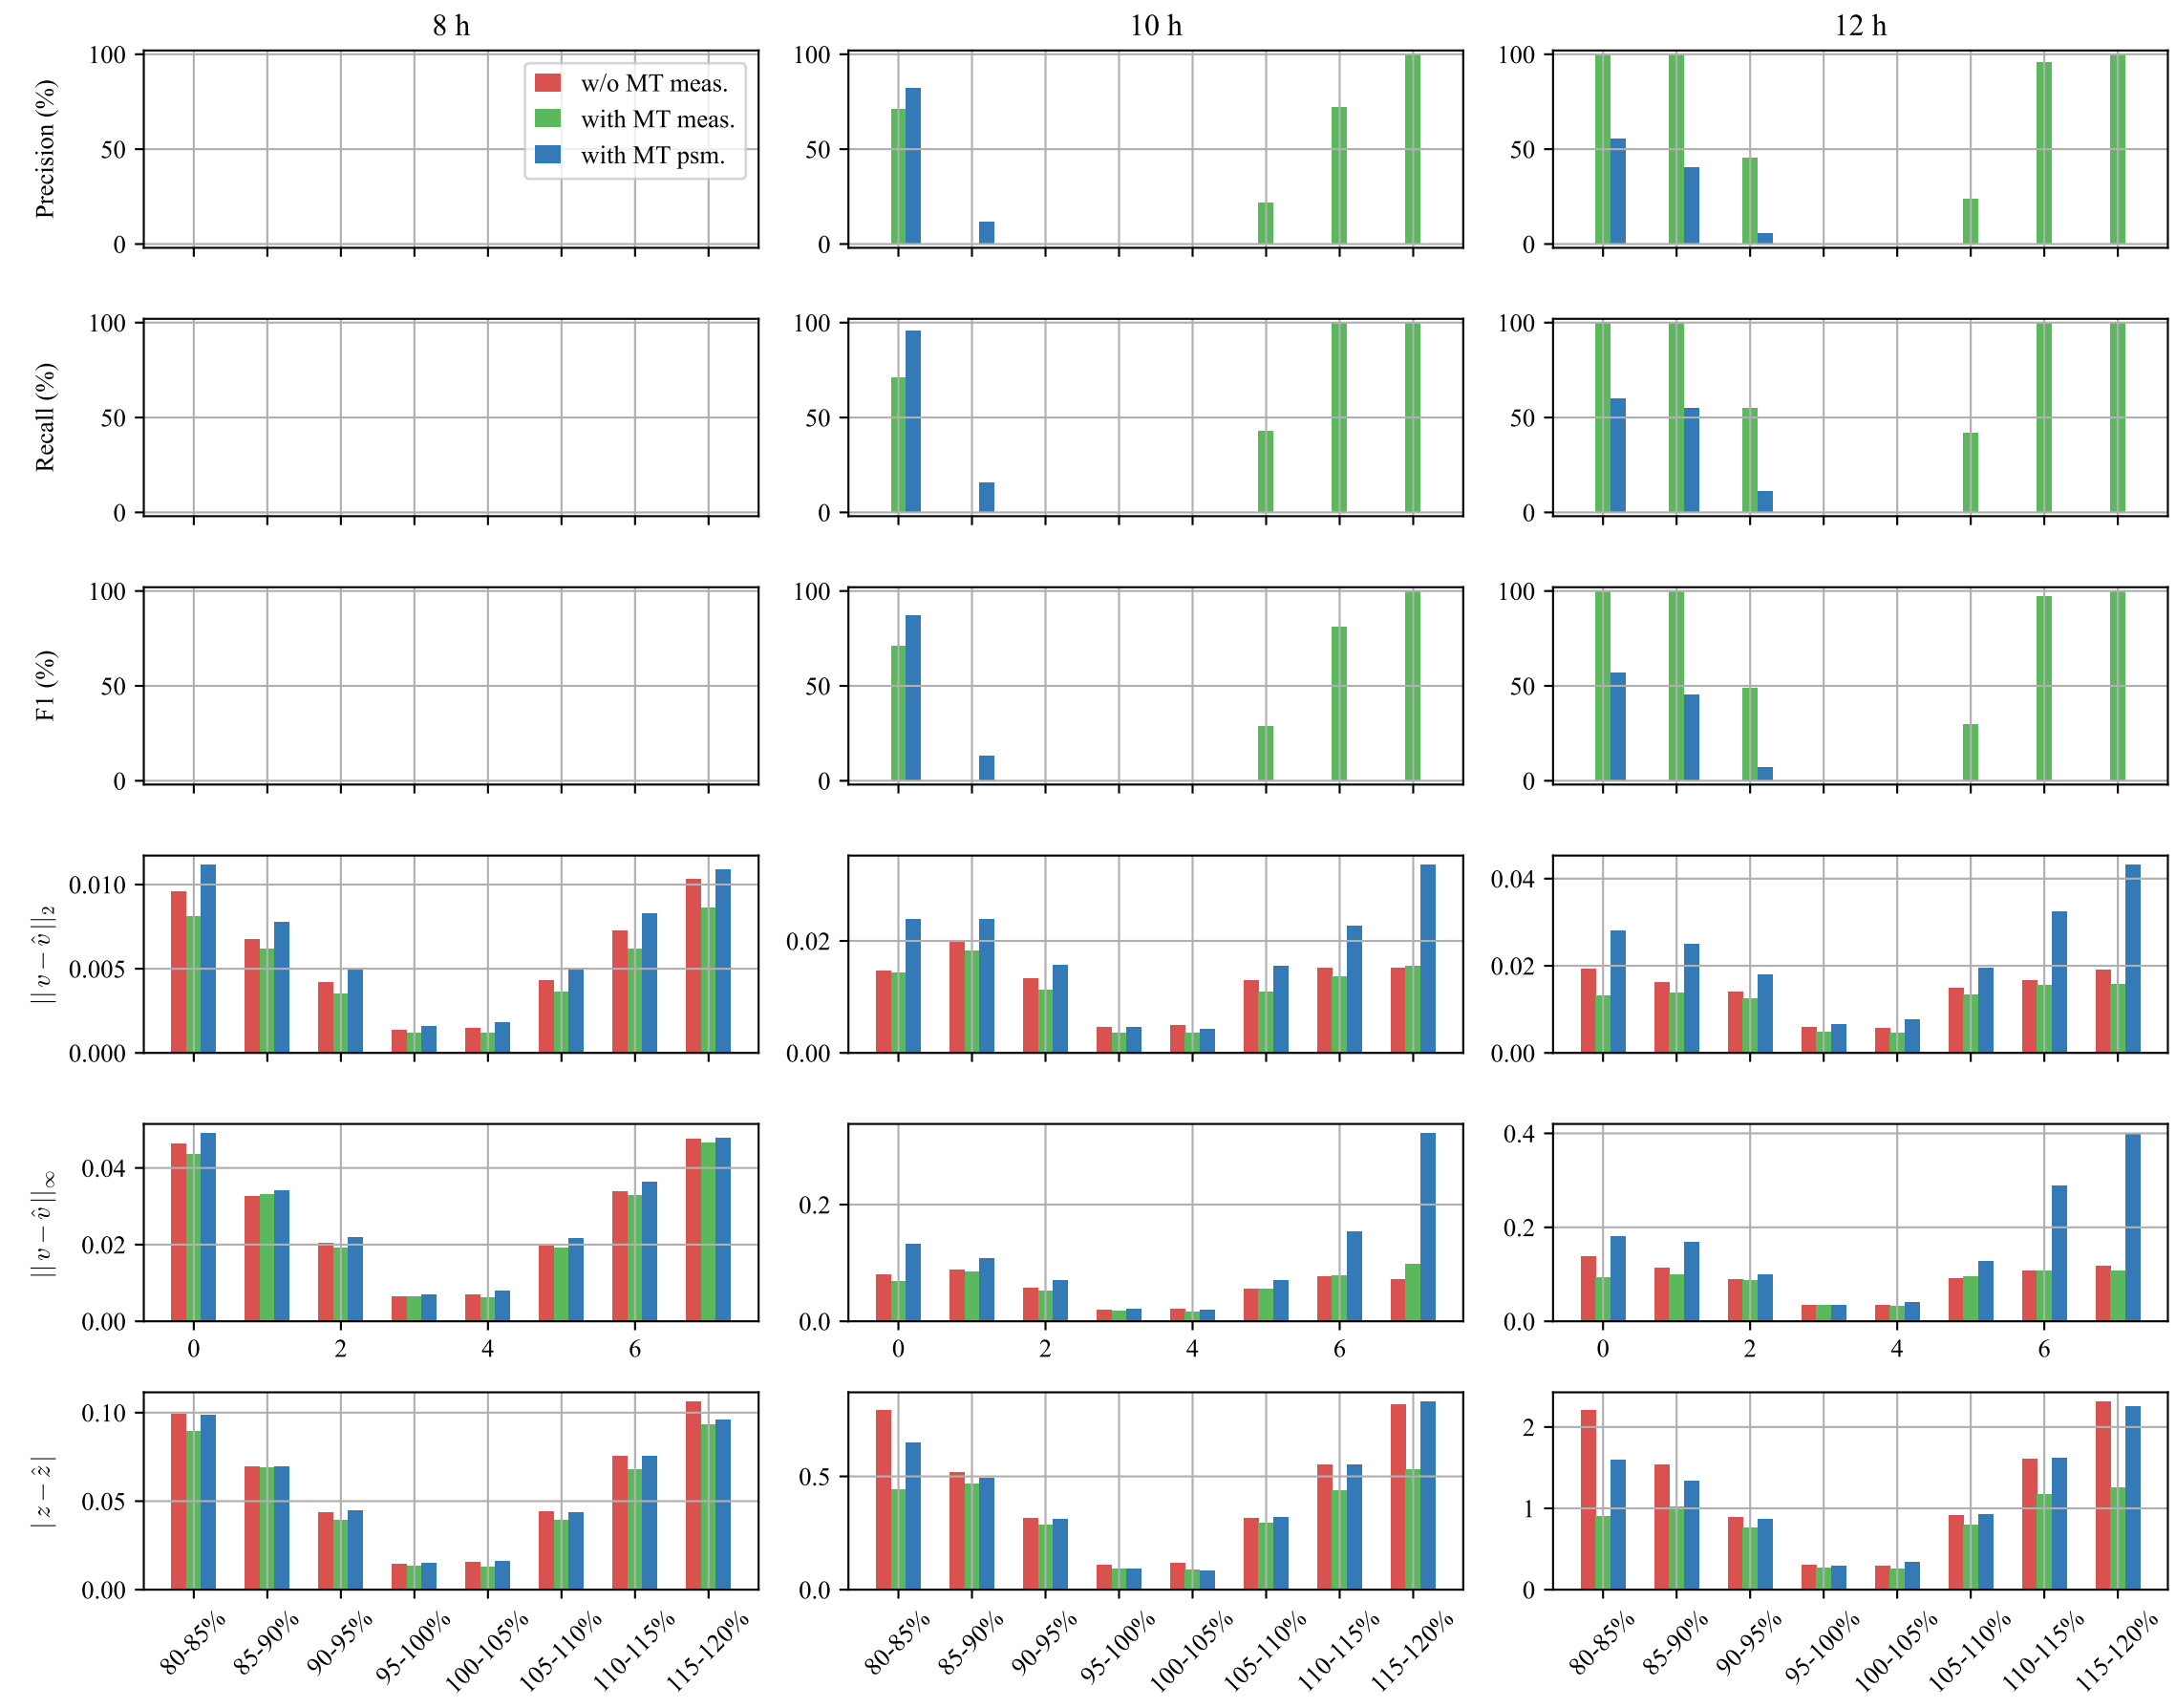 8 h
10 h
12 h
Precision (%)
100
50
0
w/o MT meas.
with MT meas.
with MT psm.
100
50
0
100
50
0
Recall (%)
100
50
0
100
50
0
100
50
0
F1 (%)
100
50
0
100
50
0
100
50
0
||v − v̂||₂
0.010
0.005
0.000
0.02
0.00
0.04
0.02
0.00
||v − v̂||∞
0.04
0.02
0.00
0 2 4 6
0.2
0.0
0 2 4 6
0.4
0.2
0.0
0 2 4 6
|z − ẑ|
0.10
0.05
0.00
0.5
0.0
2
1
0
80-85% 85-90% 90-95% 95-100% 100-105% 105-110% 110-115% 115-120%
80-85% 85-90% 90-95% 95-100% 100-105% 105-110% 110-115% 115-120%
80-85% 85-90% 90-95% 95-100% 100-105% 105-110% 110-115% 115-120%